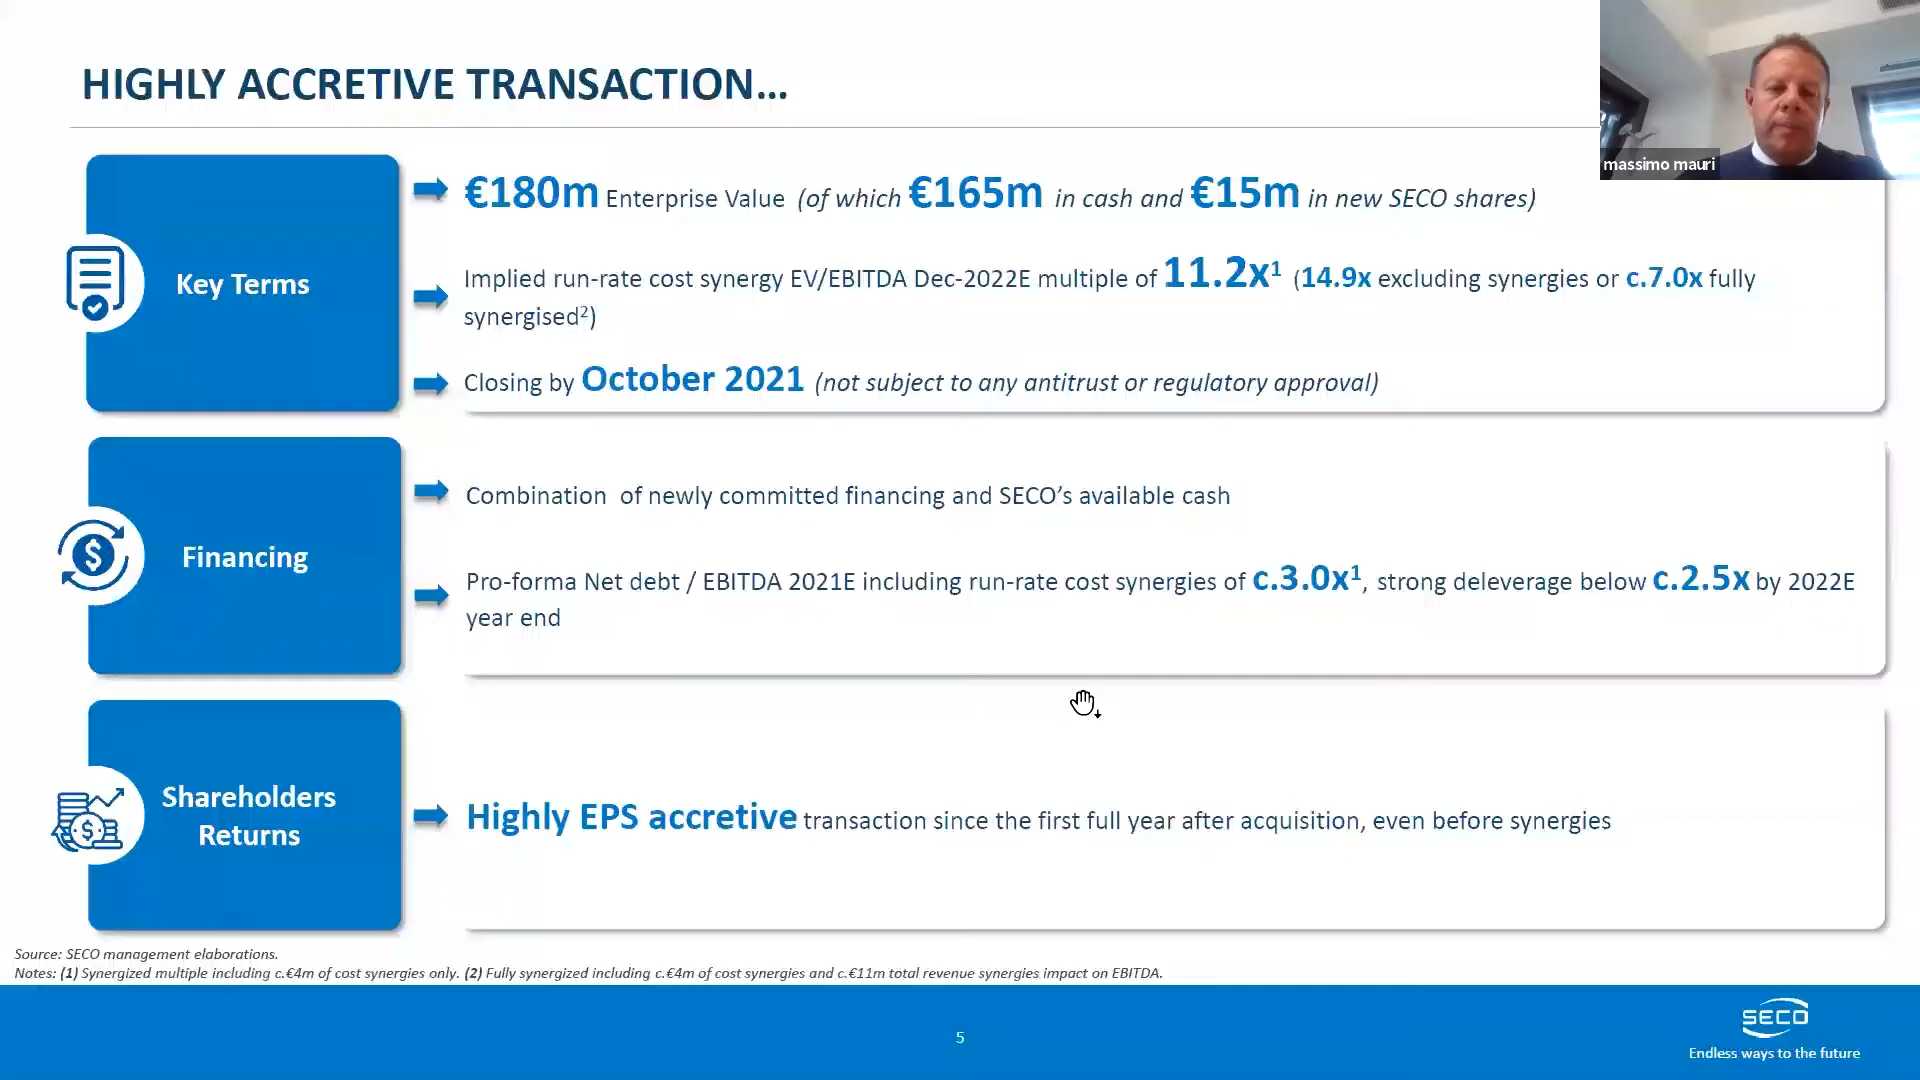 HIGHLY ACCRETIVE TRANSACTION...
massimo mauri
Key Terms
€180m Enterprise Value (of which €165m in cash and €15m in new SECO shares)
Implied run-rate cost synergy EV/EBITDA Dec-2022E multiple of 11.2x¹ (14.9x excluding synergies or c.7.0x fully
synergised²)
Closing by October 2021 (not subject to any antitrust or regulatory approval)
Financing
Combination of newly committed financing and SECO’s available cash
Pro-forma Net debt / EBITDA 2021E including run-rate cost synergies of c.3.0x¹, strong deleverage below c.2.5x by 2022E
year end
Shareholders
Returns
Highly EPS accretive transaction since the first full year after acquisition, even before synergies
Source: SECO management elaborations.
Notes: (1) Synergized multiple including c.€4m of cost synergies only. (2) Fully synergized including c.€4m of cost synergies and c.€11m total revenue synergies impact on EBITDA.
5
SECO
Endless ways to the future